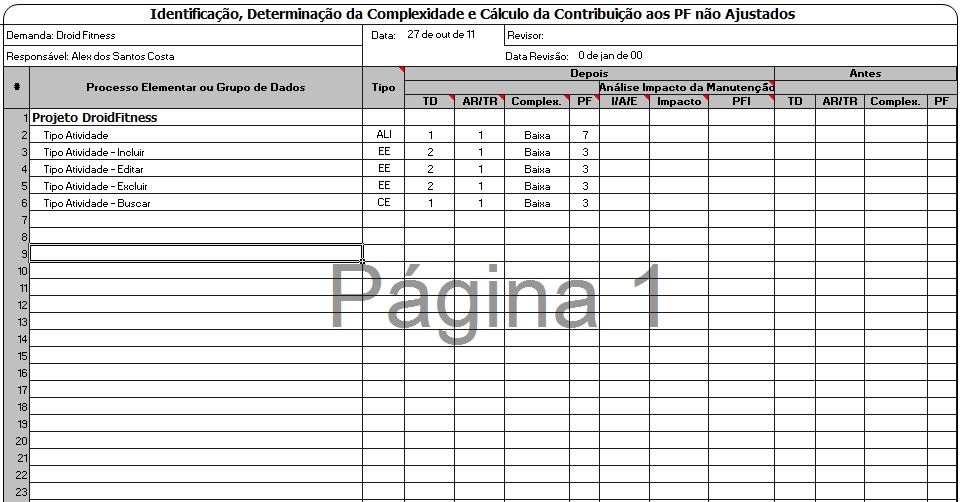 Identificação, Determinação da Complexidade e Cálculo da Contribuição aos PF não Ajustados
Demanda: Droid Fitness Data: 27 de out de 11 Revisor:
Responsável: Alex dos Santos Costa Data Revisão: 0 de jan de 00
# Processo Elementar ou Grupo de Dados Tipo Depois Antes
Análise Impacto da Manutenção
TD AR/TR Complex. PF I/A/E Impacto PFI TD AR/TR Complex. PF
1 Projeto DroidFitness
2 Tipo Atividade ALI 1 1 Baixa 7
3 Tipo Atividade - Incluir EE 2 1 Baixa 3
4 Tipo Atividade - Editar EE 2 1 Baixa 3
5 Tipo Atividade - Excluir EE 2 1 Baixa 3
6 Tipo Atividade - Buscar CE 1 1 Baixa 3
7
8
9
10
11
12
13
14
15
16
17
18
19
20
21
22
23
Página 1